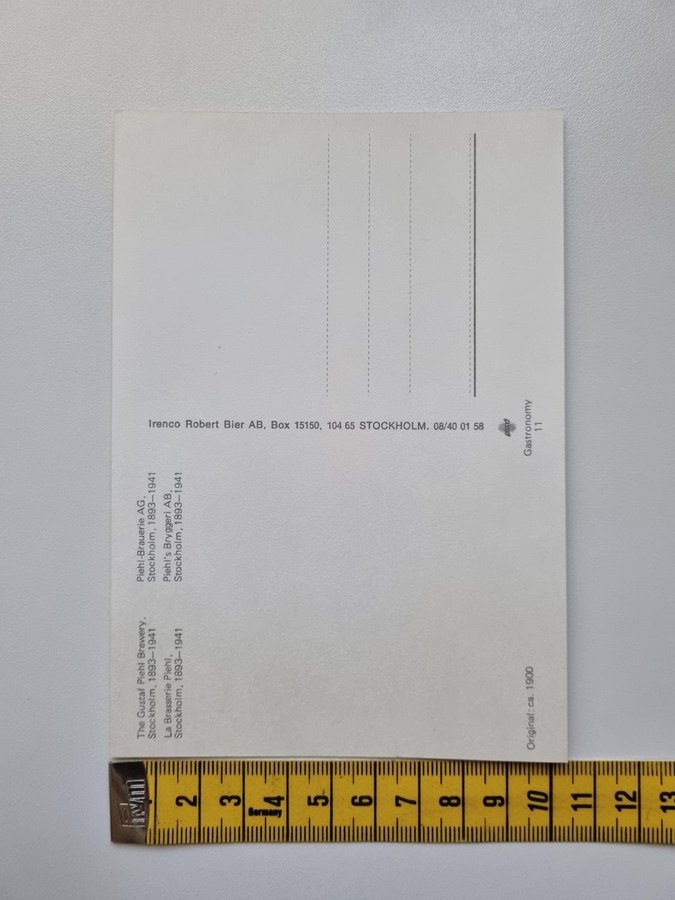 The Gustaf Piehl Brewery,
Stockholm, 1893–1941
La Brasserie Piehl,
Stockholm, 1893–1941
Piehl-Brauerie AG,
Stockholm, 1893–1941
Piehl's Bryggeri AB,
Stockholm, 1893–1941
Irenco Robert Bier AB, Box 15150, 104 65 STOCKHOLM. 08/40 01 58
Gastronomy
11
Original: ca. 1900
2 3 4 5 6 7 8 9 10 11 12 13
Germany